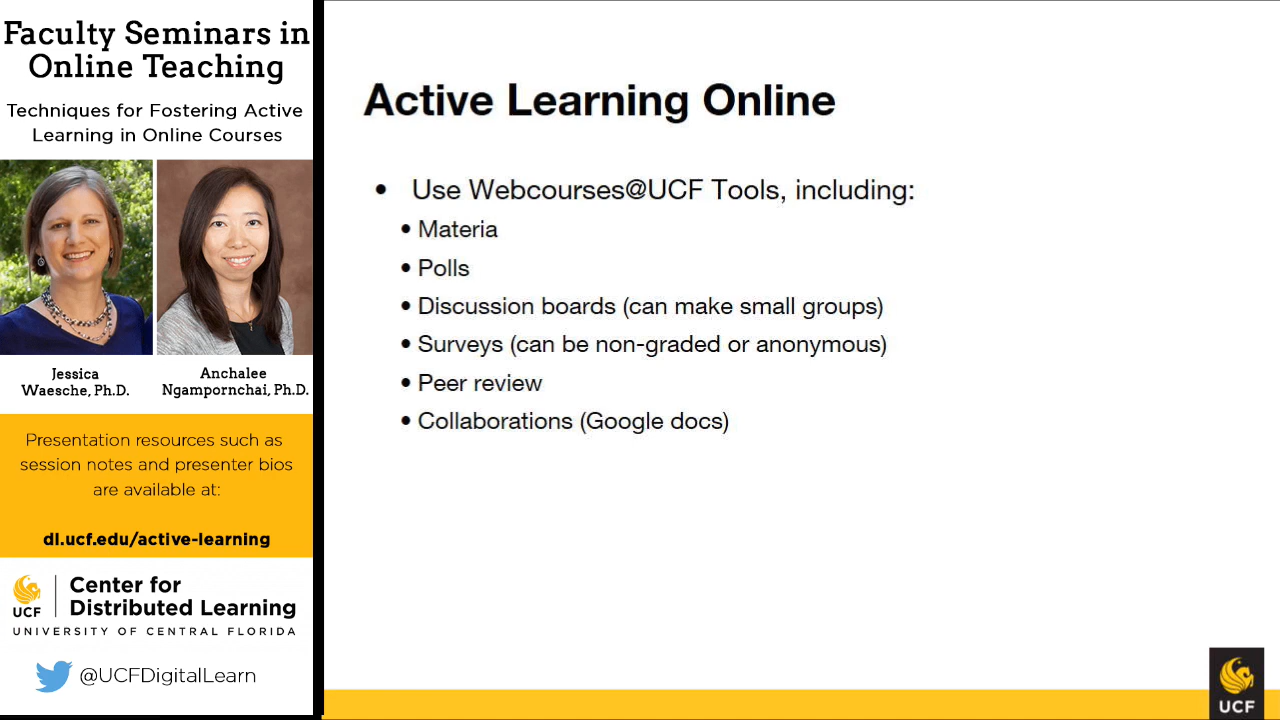 Faculty Seminars in
Online Teaching
Techniques for Fostering Active
Learning in Online Courses
Jessica
Waesche, Ph.D.
Anchalee
Ngampornchai, Ph.D.
Presentation resources such as
session notes and presenter bios
are available at:
dl.ucf.edu/active-learning
UCF
Center for
Distributed Learning
UNIVERSITY OF CENTRAL FLORIDA
@UCFDigitalLearn
Active Learning Online
• Use Webcourses@UCF Tools, including:
• Materia
• Polls
• Discussion boards (can make small groups)
• Surveys (can be non-graded or anonymous)
• Peer review
• Collaborations (Google docs)
UCF